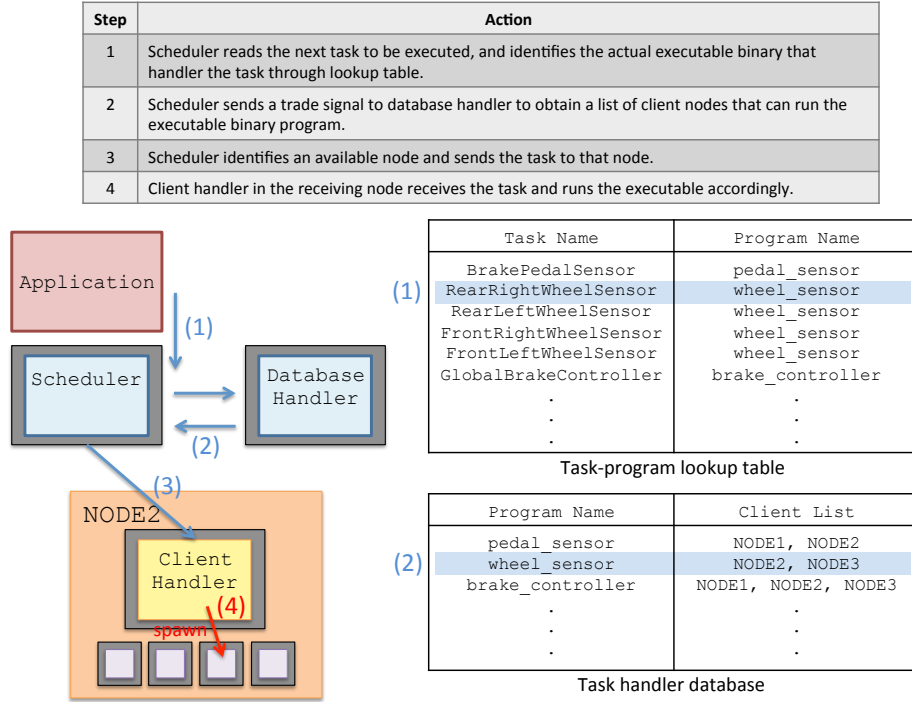 Step Action
1 Scheduler reads the next task to be executed, and identifies the actual executable binary that
handler the task through lookup table.
2 Scheduler sends a trade signal to database handler to obtain a list of client nodes that can run the
executable binary program.
3 Scheduler identifies an available node and sends the task to that node.
4 Client handler in the receiving node receives the task and runs the executable accordingly.
Application
(1)
Scheduler
Database
Handler
(2)
(3)
NODE2
Client
Handler
(4)
spawn
Task Name Program Name
BrakePedalSensor pedal_sensor
(1) RearRightWheelSensor wheel_sensor
RearLeftWheelSensor wheel_sensor
FrontRightWheelSensor wheel_sensor
FrontLeftWheelSensor wheel_sensor
GlobalBrakeController brake_controller
. .
. .
. .
Task-program lookup table
Program Name Client List
pedal_sensor NODE1, NODE2
(2) wheel_sensor NODE2, NODE3
brake_controller NODE1, NODE2, NODE3
. .
. .
. .
Task handler database